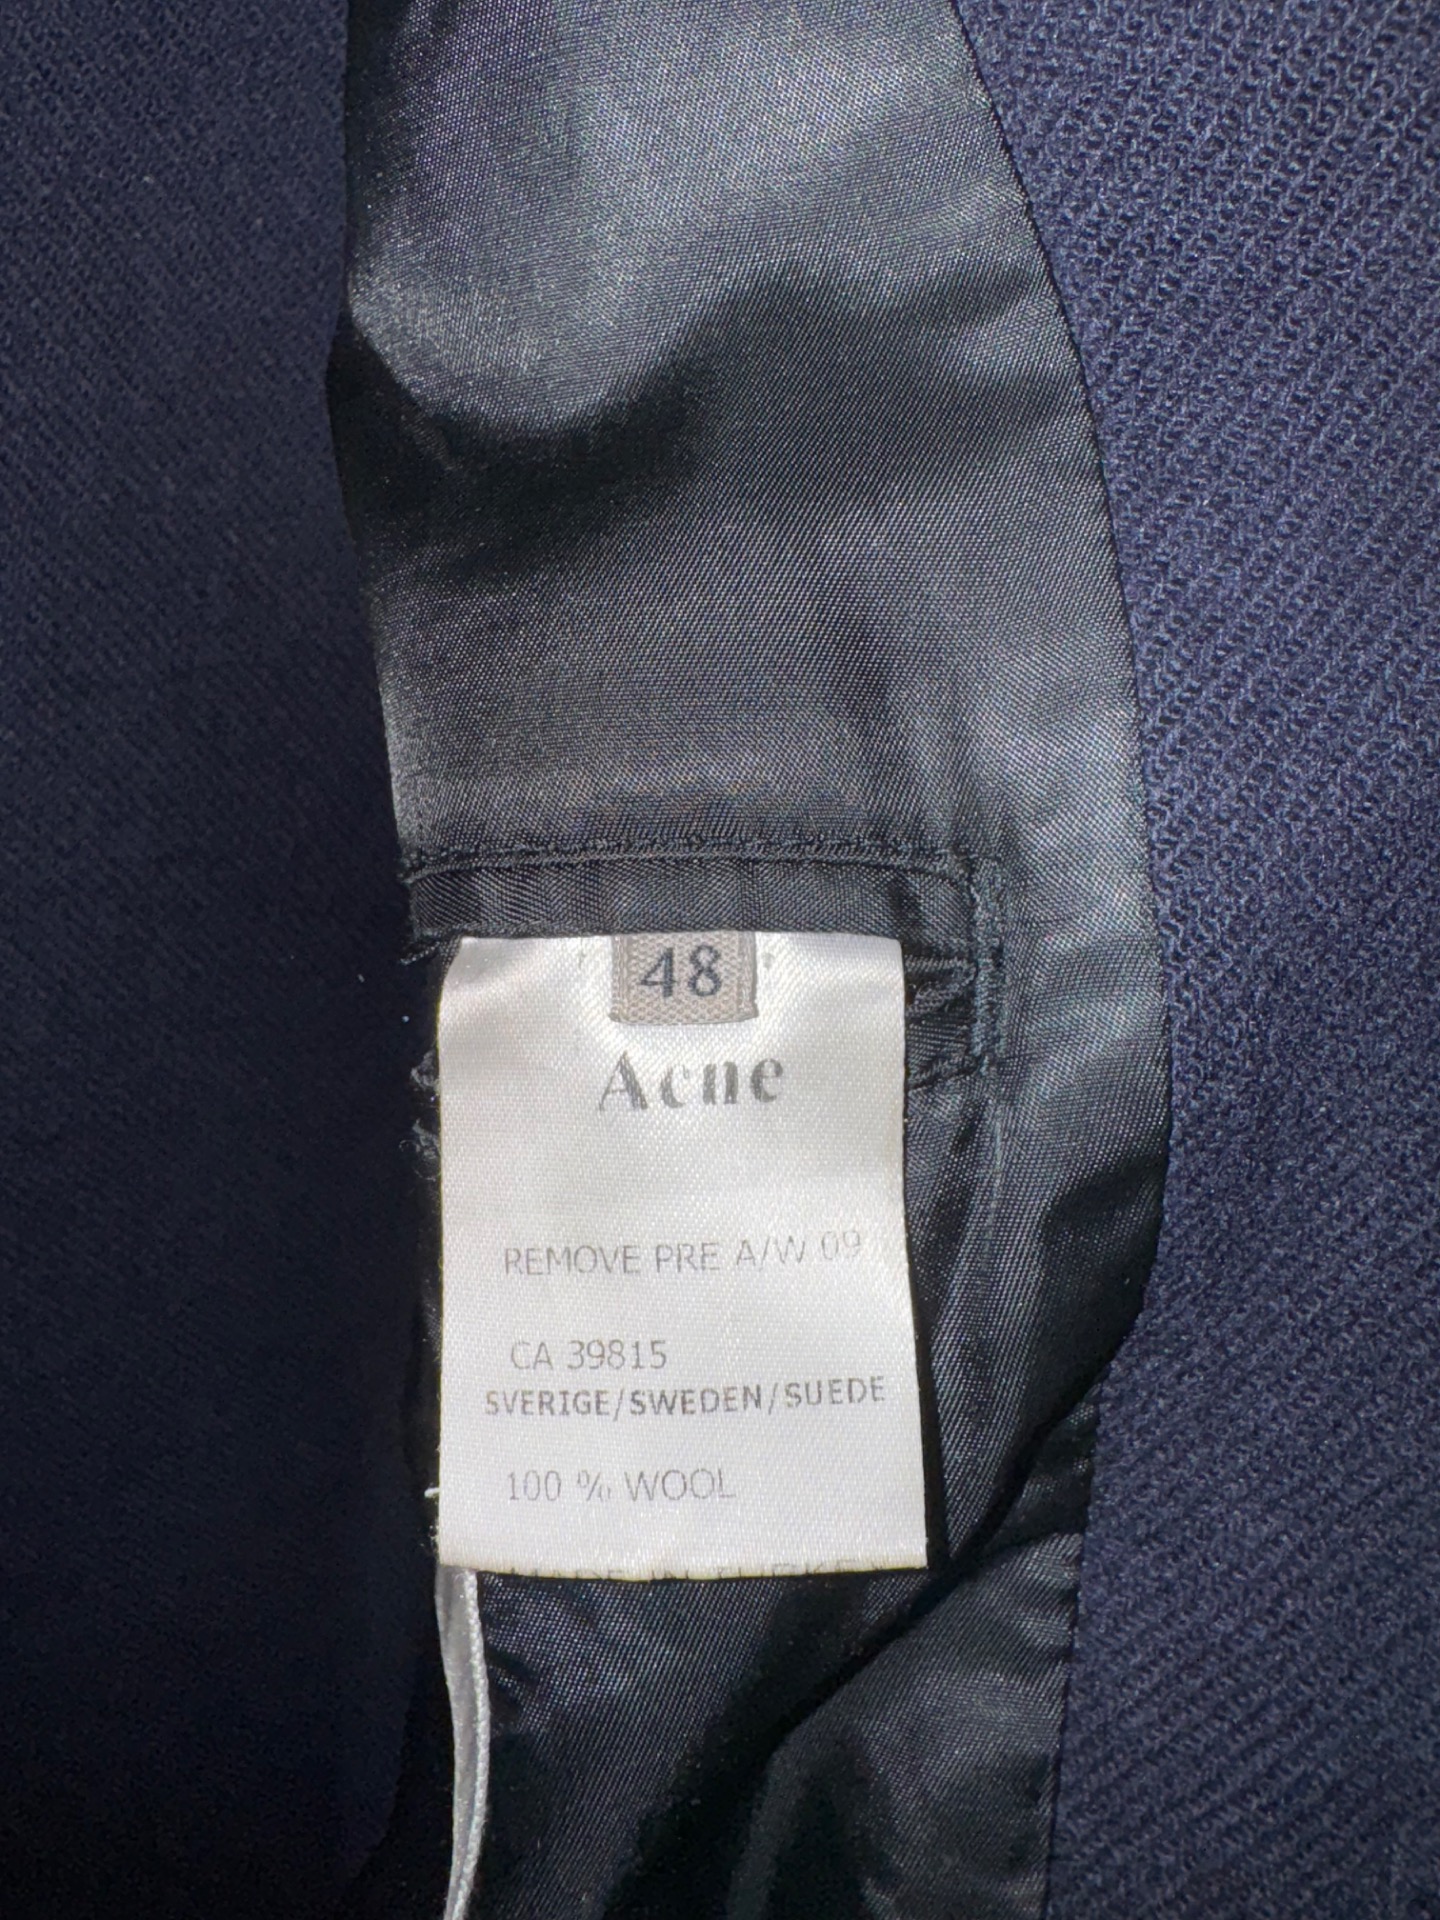 48
Acne
REMOVE PRE A/W 09
CA 39815
SVERIGE/SWEDEN/SUEDE
100 % WOOL